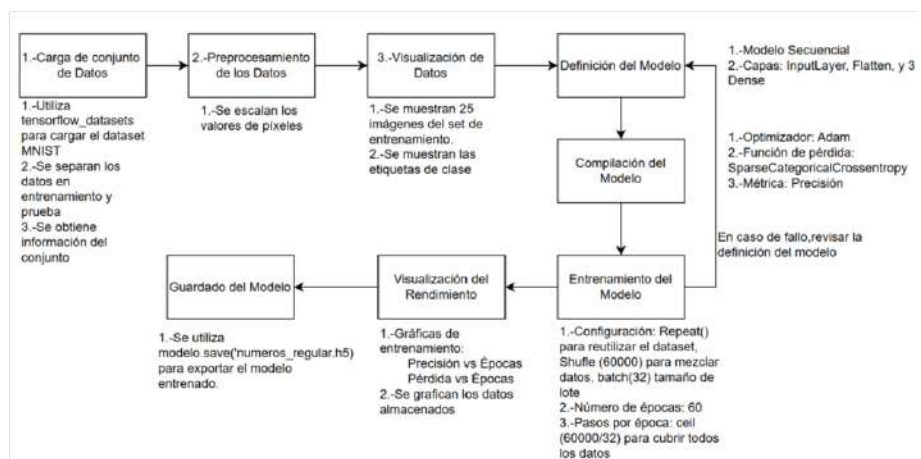 1.-Carga de conjunto
de Datos
1.-Utiliza
tensorflow_datasets
para cargar el dataset
MNIST
2.-Se separan los
datos en
entrenamiento y
prueba
3.-Se obtiene
información del
conjunto
2.-Preprocesamiento
de los Datos
1.-Se escalan los
valores de píxeles
3.-Visualización de
Datos
1.-Se muestran 25
imágenes del set de
entrenamiento.
2.-Se muestran las
etiquetas de clase
Definición del Modelo
1.-Modelo Secuencial
2.-Capas: InputLayer, Flatten, y 3
Dense
Compilación del
Modelo
1.-Optimizador: Adam
2.-Función de pérdida:
SparseCategoricalCrossentropy
3.-Métrica: Precisión
En caso de fallo,revisar la
definición del modelo
Entrenamiento del
Modelo
1.-Configuración: Repeat()
para reutilizar el dataset,
Shufle (60000) para mezclar
datos, batch(32) tamaño de
lote
2.-Número de épocas: 60
3.-Pasos por época: ceil
(60000/32) para cubrir todos
los datos
Visualización del
Rendimiento
1.-Gráficas de
entrenamiento:
Precisión vs Épocas
Pérdida vs Épocas
2.-Se grafican los datos
almacenados
Guardado del Modelo
1.-Se utiliza
modelo.save('numeros_regular.h5)
para exportar el modelo
entrenado.